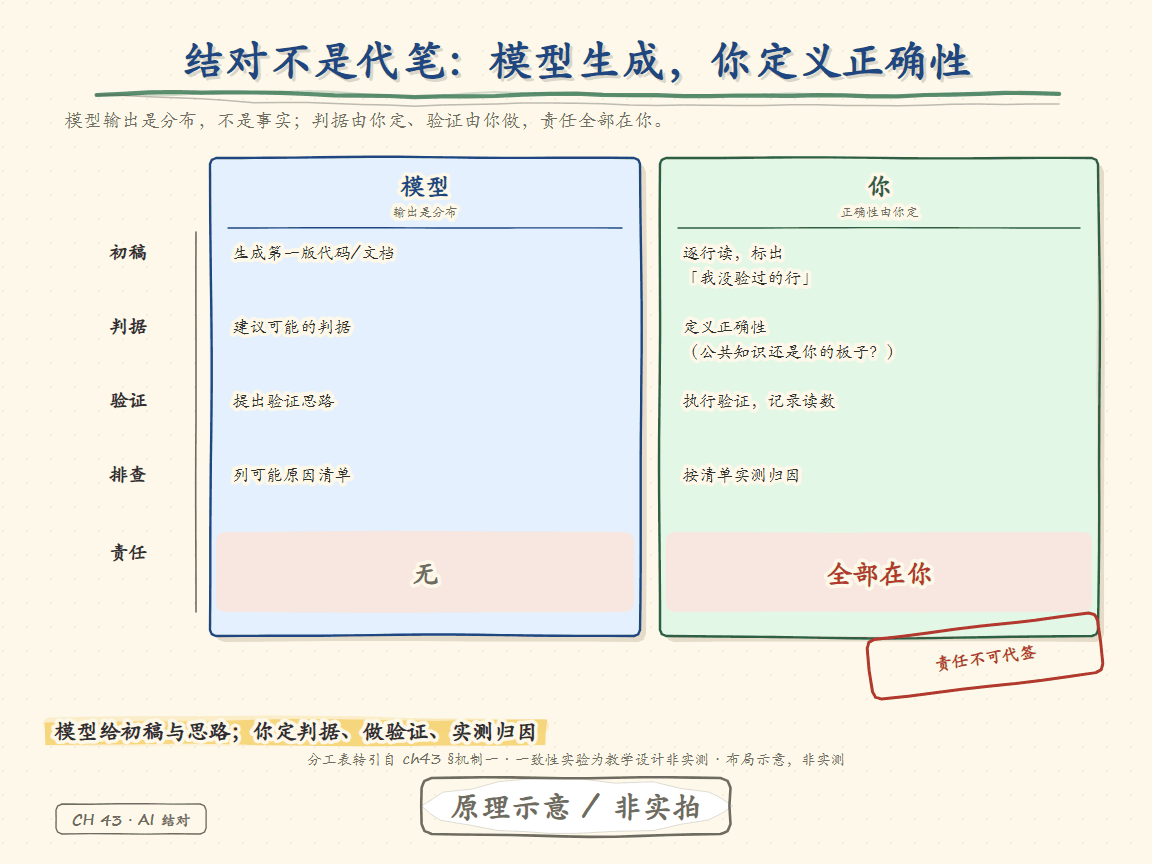 结对不是代笔：模型生成，你定义正确性
模型输出是分布，不是事实；判据由你定、验证由你做，责任全部在你。
模型
输出是分布
你
正确性由你定
初稿
生成第一版代码/文档
逐行读，标出
「我没验过的行」
判据
建议可能的判据
定义正确性
（公共知识还是你的板子？）
验证
提出验证思路
执行验证，记录读数
排查
列可能原因清单
按清单实测归因
责任
无
全部在你
责任不可代签
模型给初稿与思路；你定判据、做验证、实测归因
分工表转引自 ch43 §机制一 · 一致性实验为教学设计非实测 · 布局示意，非实测
原理示意 / 非实拍
CH 43 · AI 结对